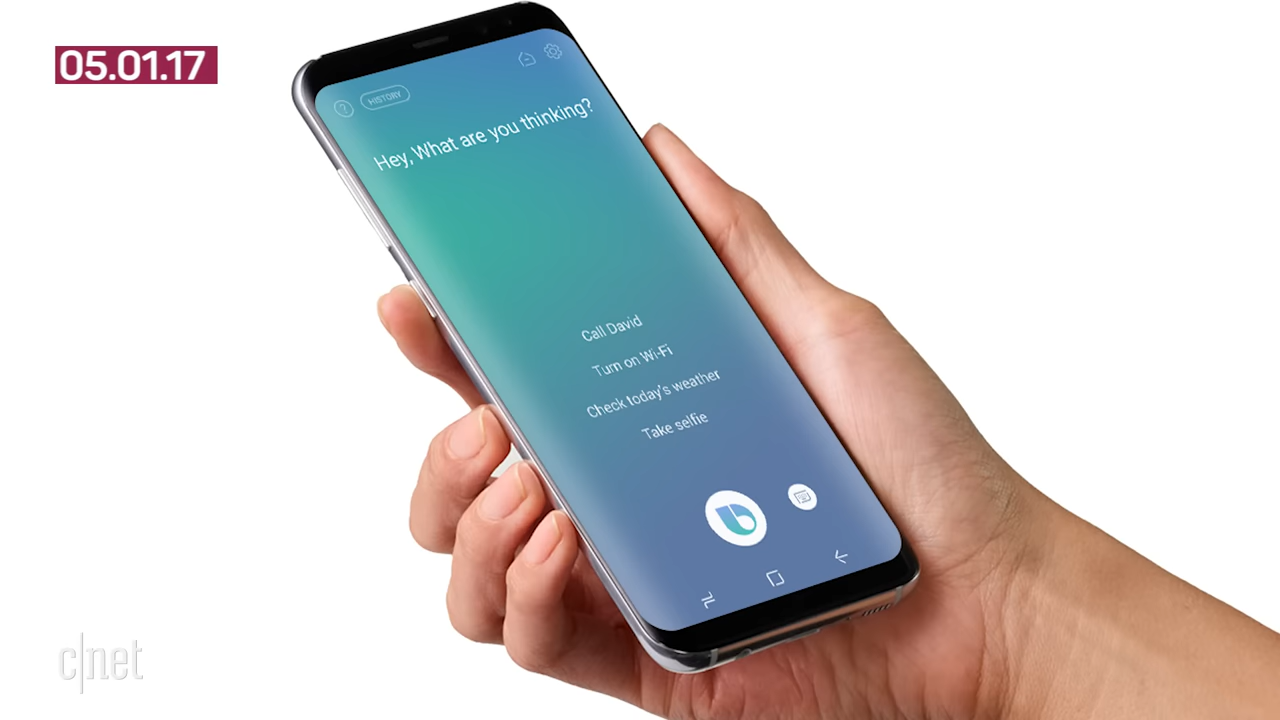 05.01.17
HISTORY
Hey, What are you thinking?
Call David
Turn on Wi-Fi
Check today's weather
Take selfie
c|net